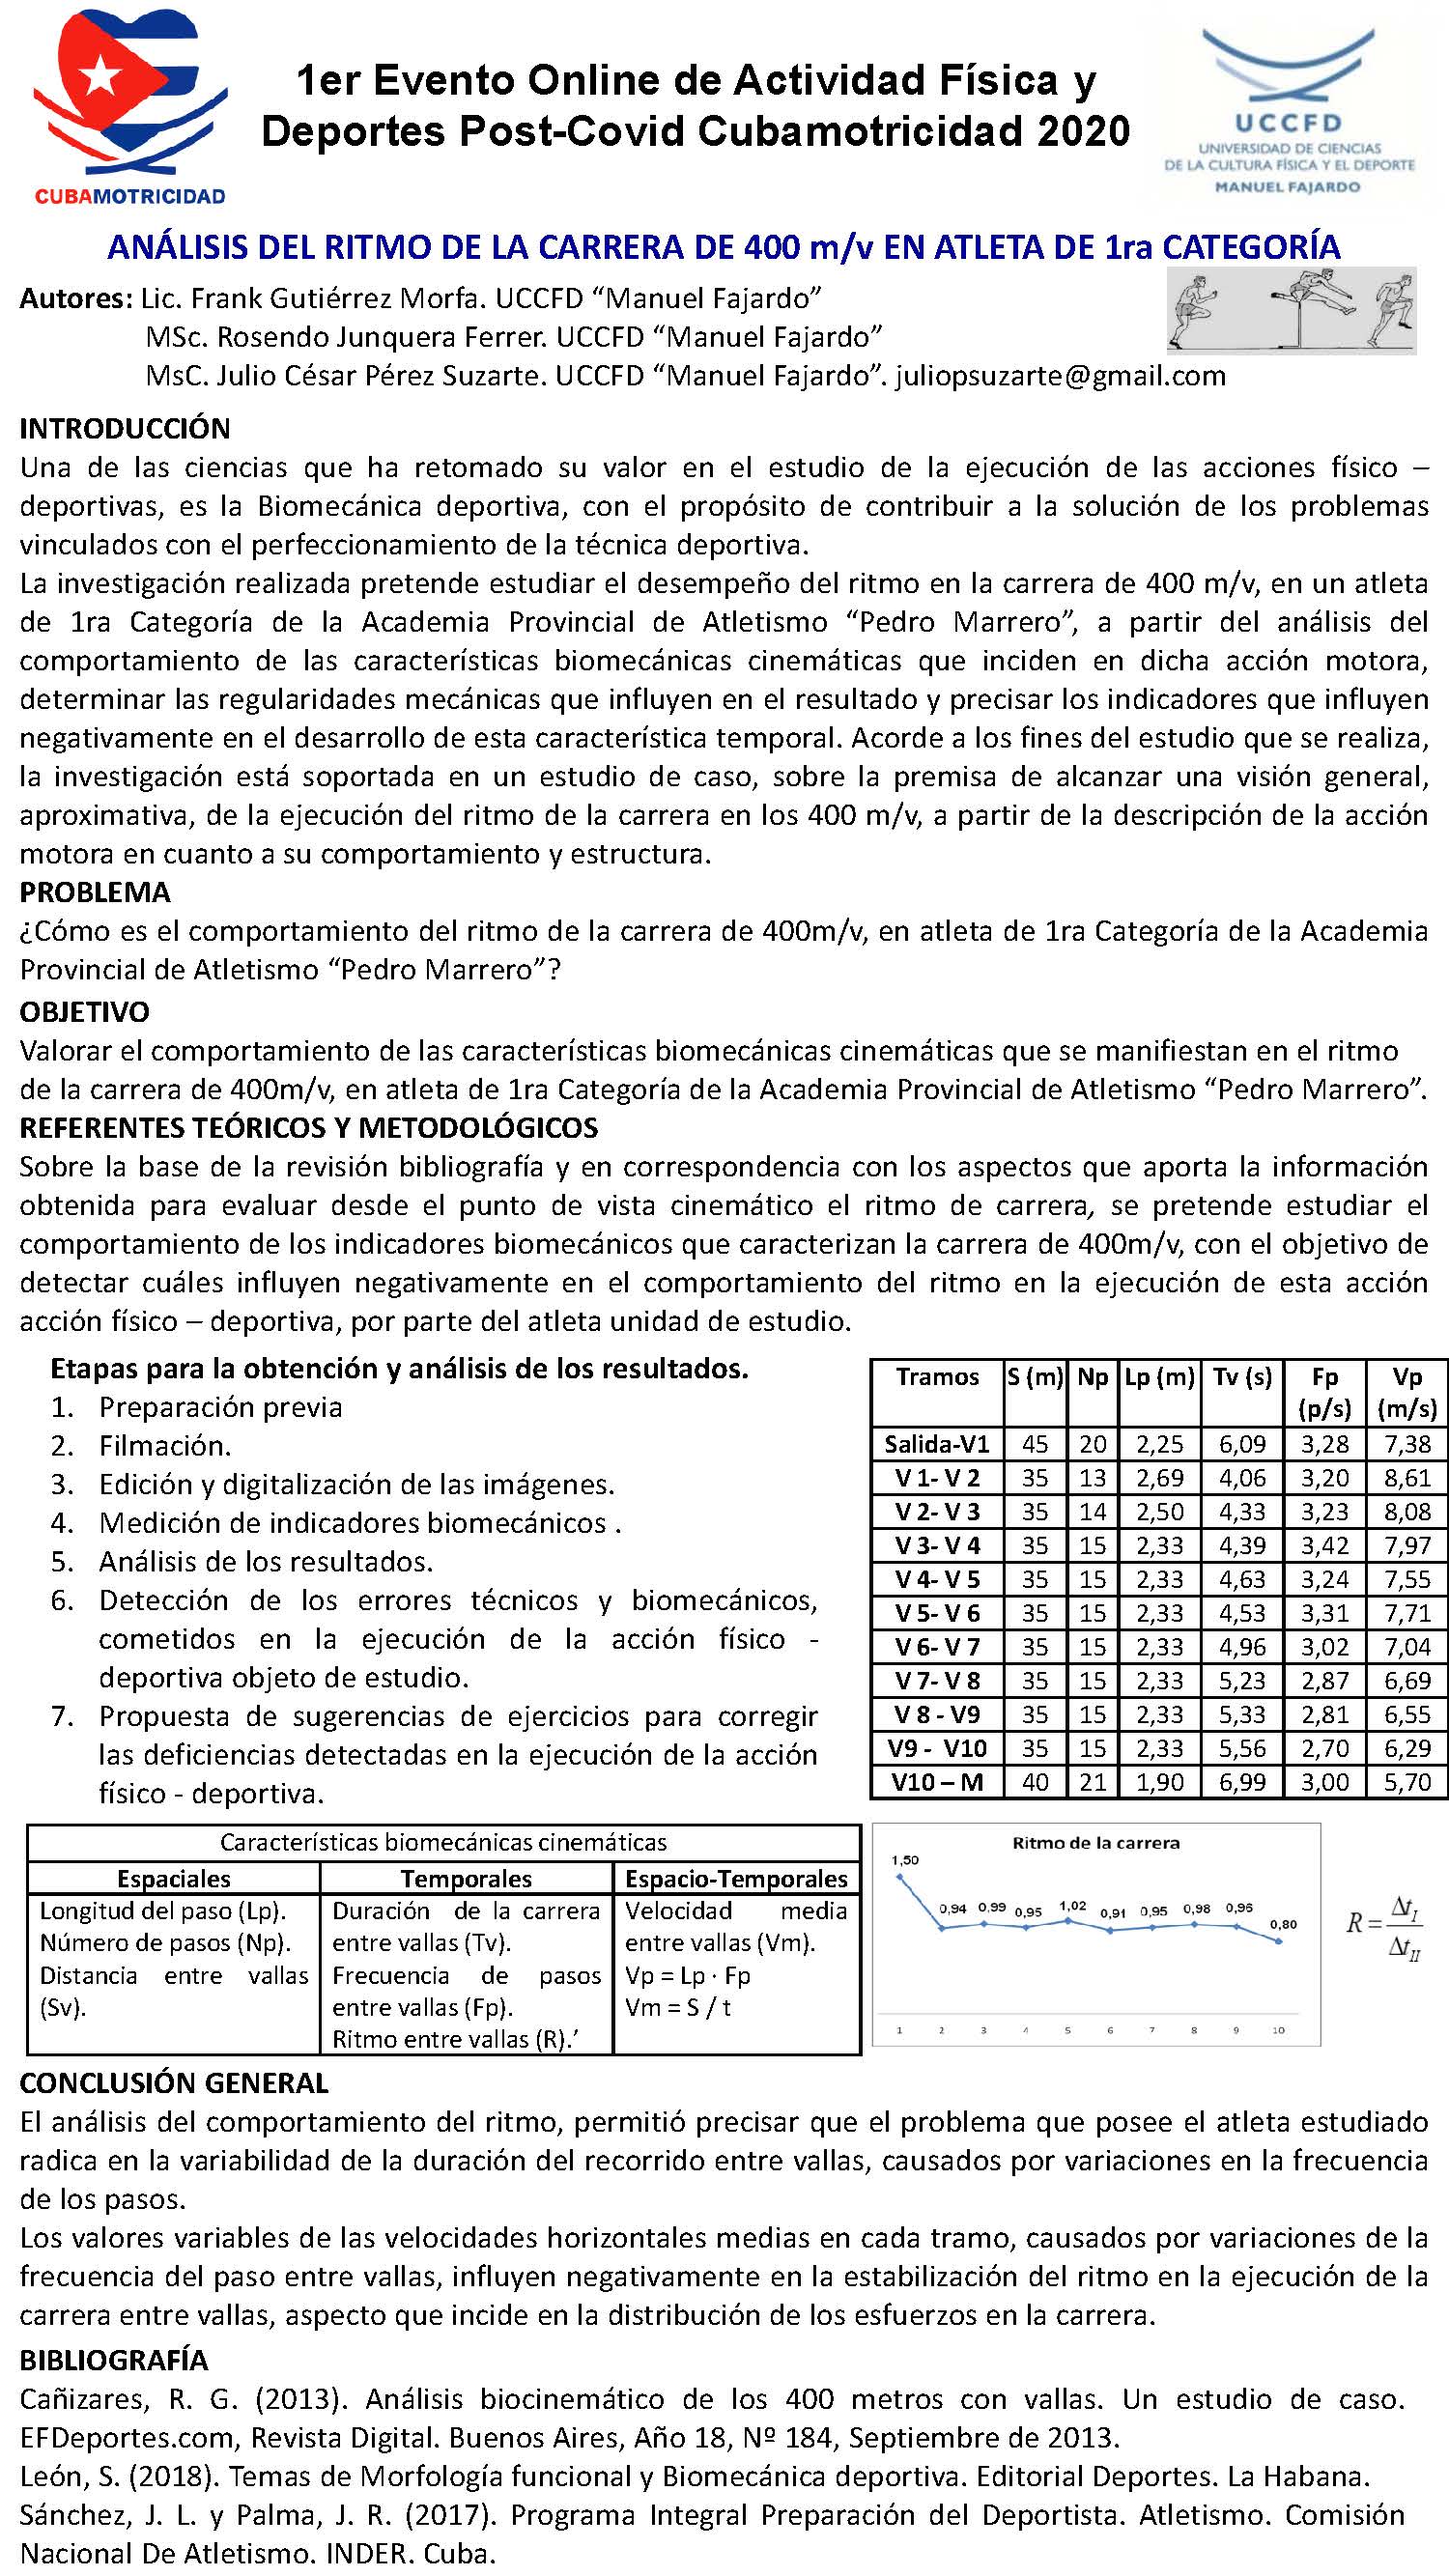 CUBAMOTRICIDAD
1er Evento Online de Actividad Física y
Deportes Post-Covid Cubamotricidad 2020
UCCFD
UNIVERSIDAD DE CIENCIAS
DE LA CULTURA FÍSICA Y EL DEPORTE
MANUEL FAJARDO
ANÁLISIS DEL RITMO DE LA CARRERA DE 400 m/v EN ATLETA DE 1ra CATEGORÍA
Autores: Lic. Frank Gutiérrez Morfa. UCCFD “Manuel Fajardo”
MSc. Rosendo Junquera Ferrer. UCCFD “Manuel Fajardo”
MsC. Julio César Pérez Suzarte. UCCFD “Manuel Fajardo”. juliopsuzarte@gmail.com
INTRODUCCIÓN
Una de las ciencias que ha retomado su valor en el estudio de la ejecución de las acciones físico –
deportivas, es la Biomecánica deportiva, con el propósito de contribuir a la solución de los problemas
vinculados con el perfeccionamiento de la técnica deportiva.
La investigación realizada pretende estudiar el desempeño del ritmo en la carrera de 400 m/v, en un atleta
de 1ra Categoría de la Academia Provincial de Atletismo “Pedro Marrero”, a partir del análisis del
comportamiento de las características biomecánicas cinemáticas que inciden en dicha acción motora,
determinar las regularidades mecánicas que influyen en el resultado y precisar los indicadores que influyen
negativamente en el desarrollo de esta característica temporal. Acorde a los fines del estudio que se realiza,
la investigación está soportada en un estudio de caso, sobre la premisa de alcanzar una visión general,
aproximativa, de la ejecución del ritmo de la carrera en los 400 m/v, a partir de la descripción de la acción
motora en cuanto a su comportamiento y estructura.
PROBLEMA
¿Cómo es el comportamiento del ritmo de la carrera de 400m/v, en atleta de 1ra Categoría de la Academia
Provincial de Atletismo “Pedro Marrero”?
OBJETIVO
Valorar el comportamiento de las características biomecánicas cinemáticas que se manifiestan en el ritmo
de la carrera de 400m/v, en atleta de 1ra Categoría de la Academia Provincial de Atletismo “Pedro Marrero”.
REFERENTES TEÓRICOS Y METODOLÓGICOS
Sobre la base de la revisión bibliografía y en correspondencia con los aspectos que aporta la información
obtenida para evaluar desde el punto de vista cinemático el ritmo de carrera, se pretende estudiar el
comportamiento de los indicadores biomecánicos que caracterizan la carrera de 400m/v, con el objetivo de
detectar cuáles influyen negativamente en el comportamiento del ritmo en la ejecución de esta acción
acción físico – deportiva, por parte del atleta unidad de estudio.
Etapas para la obtención y análisis de los resultados.
1. Preparación previa
2. Filmación.
3. Edición y digitalización de las imágenes.
4. Medición de indicadores biomecánicos .
5. Análisis de los resultados.
6. Detección de los errores técnicos y biomecánicos,
cometidos en la ejecución de la acción físico -
deportiva objeto de estudio.
7. Propuesta de sugerencias de ejercicios para corregir
las deficiencias detectadas en la ejecución de la acción
físico - deportiva.
Tramos S (m) Np Lp (m) Tv (s) Fp (p/s) Vp (m/s)
Salida-V1 45 20 2,25 6,09 3,28 7,38
V 1- V 2 35 13 2,69 4,06 3,20 8,61
V 2- V 3 35 14 2,50 4,33 3,23 8,08
V 3- V 4 35 15 2,33 4,39 3,42 7,97
V 4- V 5 35 15 2,33 4,63 3,24 7,55
V 5- V 6 35 15 2,33 4,53 3,31 7,71
V 6- V 7 35 15 2,33 4,96 3,02 7,04
V 7- V 8 35 15 2,33 5,23 2,87 6,69
V 8 - V9 35 15 2,33 5,33 2,81 6,55
V9 - V10 35 15 2,33 5,56 2,70 6,29
V10 – M 40 21 1,90 6,99 3,00 5,70
Características biomecánicas cinemáticas
Espaciales Temporales Espacio-Temporales
Longitud del paso (Lp).
Número de pasos (Np).
Distancia entre vallas
(Sv).
Duración de la carrera
entre vallas (Tv).
Frecuencia de pasos
entre vallas (Fp).
Ritmo entre vallas (R).’
Velocidad media
entre vallas (Vm).
Vp = Lp · Fp
Vm = S / t
Ritmo de la carrera
1,50 0,94 0,99 0,95 1,02 0,91 0,95 0,98 0,96 0,80
1 2 3 4 5 6 7 8 9 10
R = Δt_I / Δt_II
CONCLUSIÓN GENERAL
El análisis del comportamiento del ritmo, permitió precisar que el problema que posee el atleta estudiado
radica en la variabilidad de la duración del recorrido entre vallas, causados por variaciones en la frecuencia
de los pasos.
Los valores variables de las velocidades horizontales medias en cada tramo, causados por variaciones de la
frecuencia del paso entre vallas, influyen negativamente en la estabilización del ritmo en la ejecución de la
carrera entre vallas, aspecto que incide en la distribución de los esfuerzos en la carrera.
BIBLIOGRAFÍA
Cañizares, R. G. (2013). Análisis biocinemático de los 400 metros con vallas. Un estudio de caso.
EFDeportes.com, Revista Digital. Buenos Aires, Año 18, Nº 184, Septiembre de 2013.
León, S. (2018). Temas de Morfología funcional y Biomecánica deportiva. Editorial Deportes. La Habana.
Sánchez, J. L. y Palma, J. R. (2017). Programa Integral Preparación del Deportista. Atletismo. Comisión
Nacional De Atletismo. INDER. Cuba.